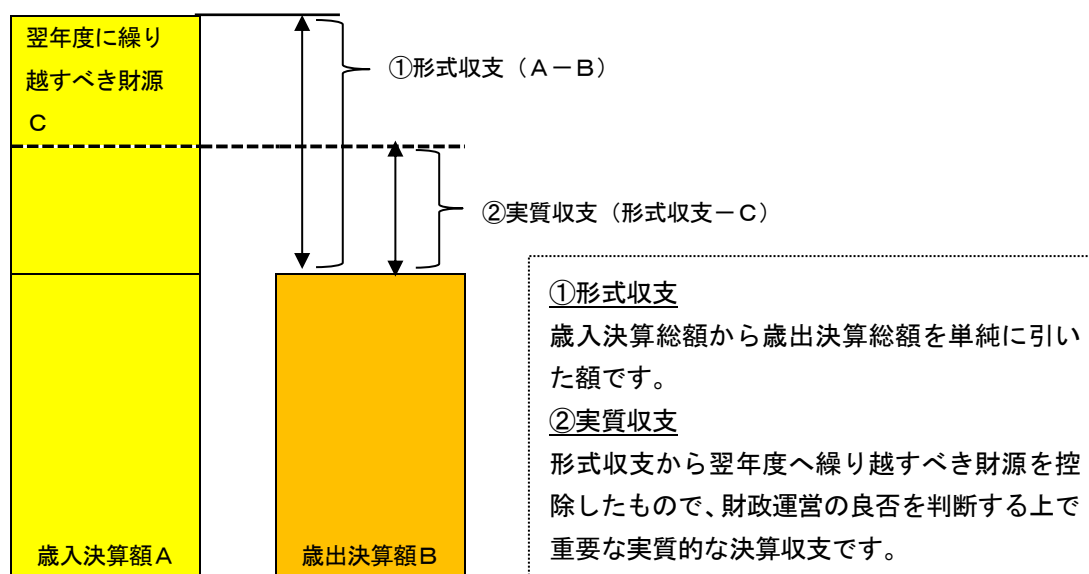 翌年度に繰り
越すべき財源
C
①形式収支（A－B）
②実質収支（形式収支－C）
①形式収支
歳入決算総額から歳出決算総額を単純に引い
た額です。
②実質収支
形式収支から翌年度へ繰り越すべき財源を控
除したもので、財政運営の良否を判断する上で
重要な実質的な決算収支です。
歳入決算額A
歳出決算額B